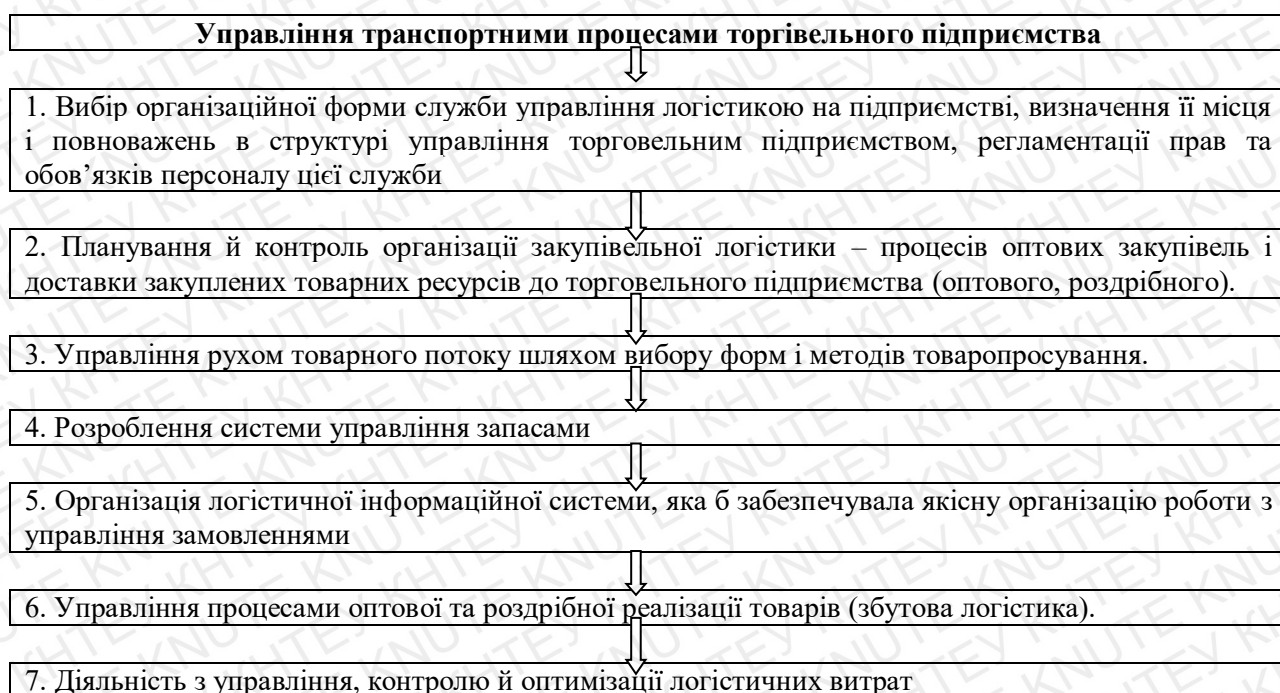 Управління транспортними процесами торгівельного підприємства
1. Вибір організаційної форми служби управління логістикою на підприємстві, визначення її місця
і повноважень в структурі управління торговельним підприємством, регламентації прав та
обов’язків персоналу цієї служби
2. Планування й контроль організації закупівельної логістики – процесів оптових закупівель і
доставки закуплених товарних ресурсів до торговельного підприємства (оптового, роздрібного).
3. Управління рухом товарного потоку шляхом вибору форм і методів товаропросування.
4. Розроблення системи управління запасами
5. Організація логістичної інформаційної системи, яка б забезпечувала якісну організацію роботи з
управління замовленнями
6. Управління процесами оптової та роздрібної реалізації товарів (збутова логістика).
7. Діяльність з управління, контролю й оптимізації логістичних витрат